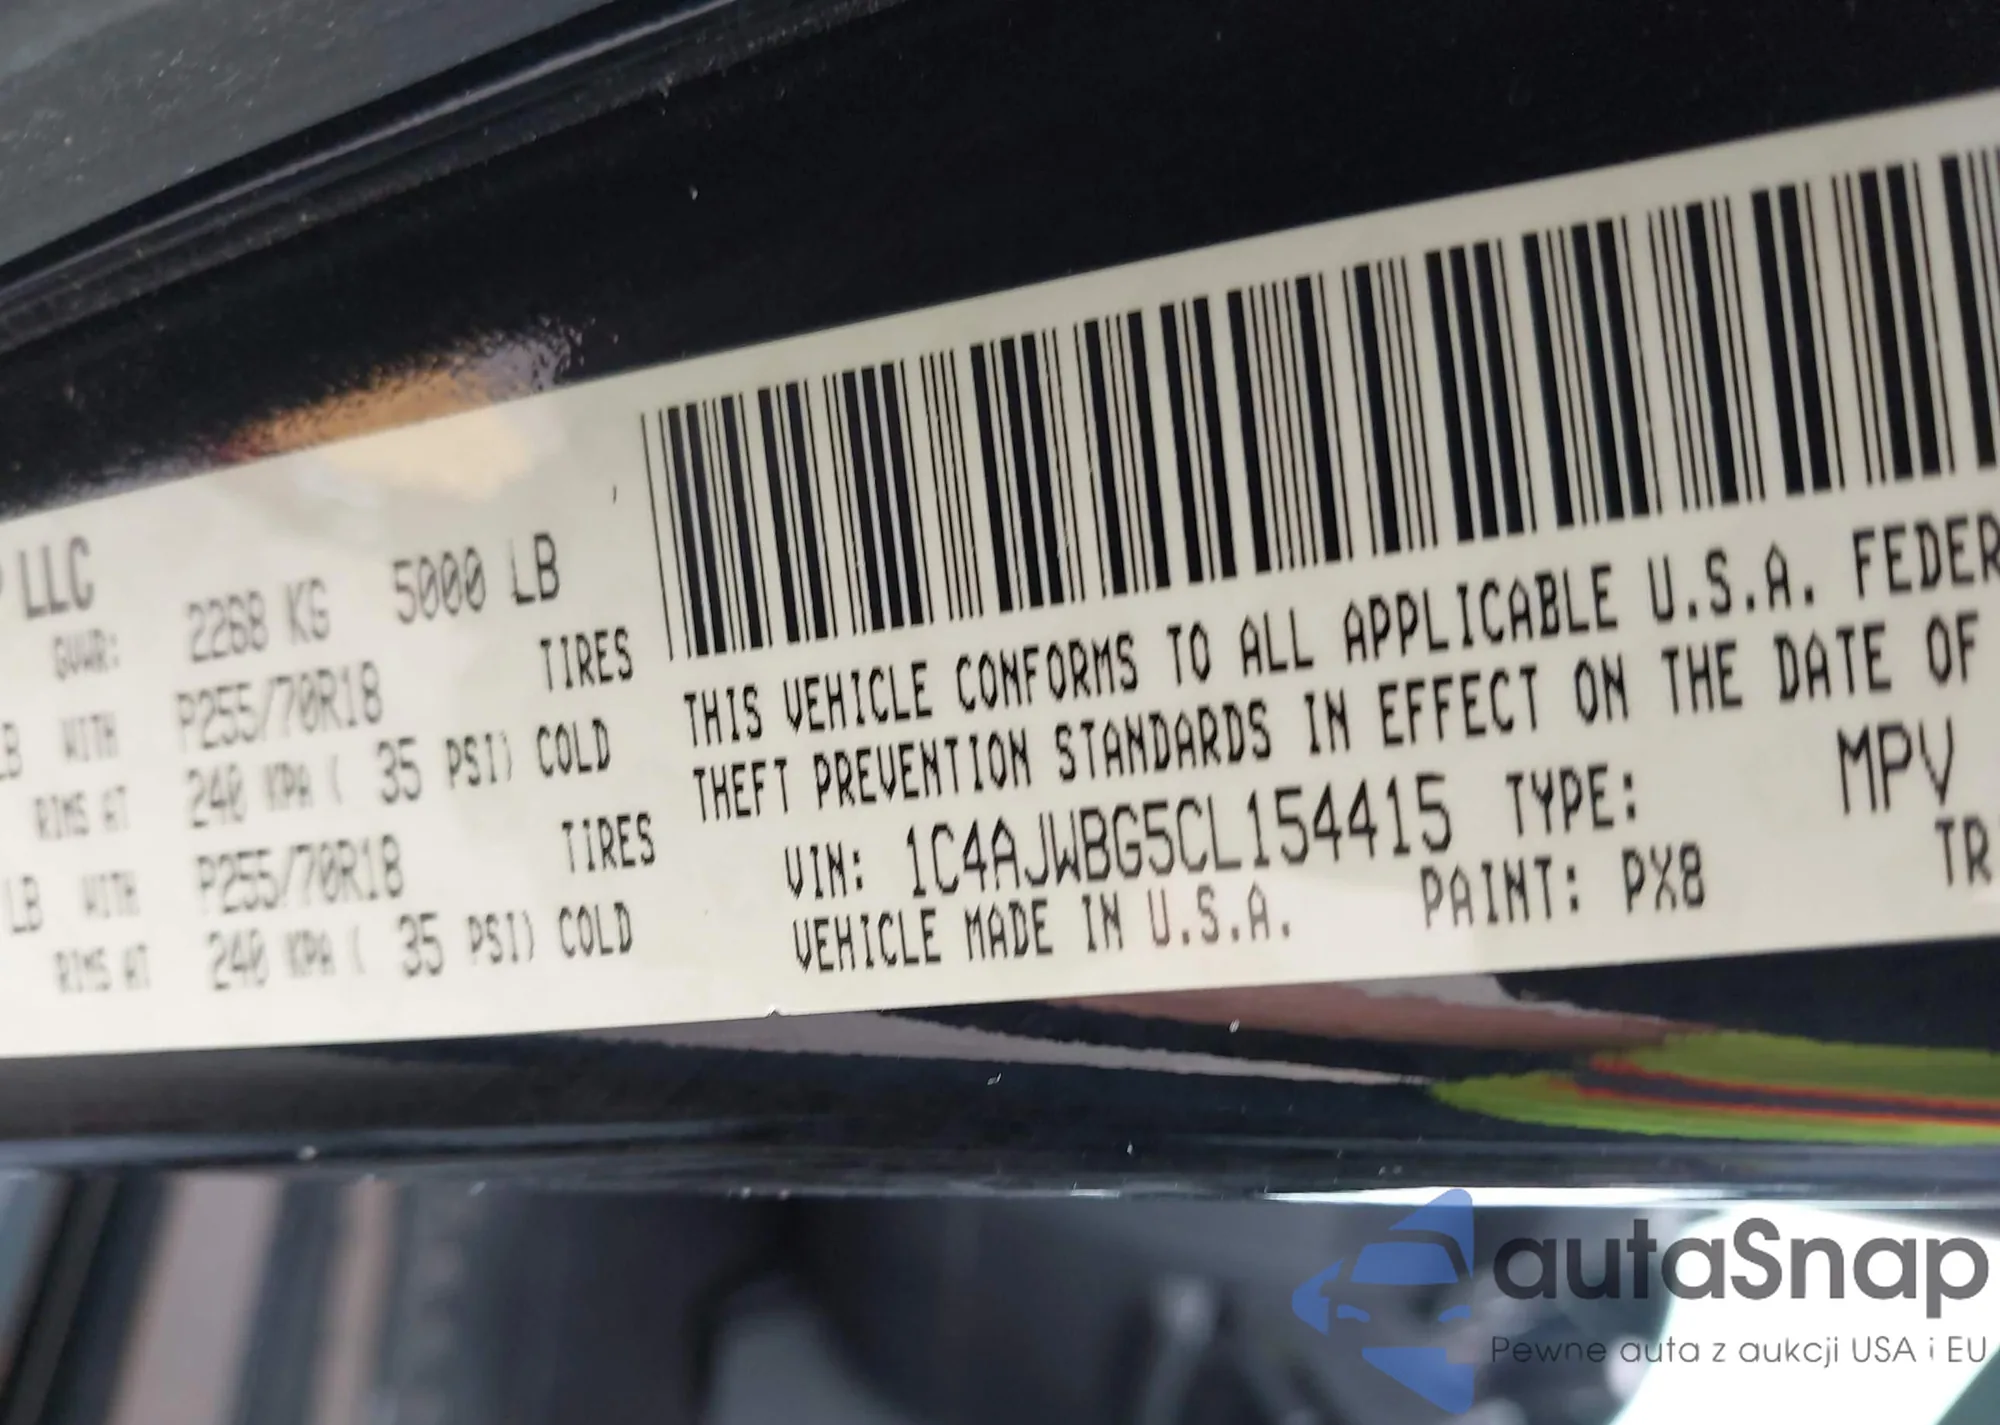 P LLC
GVWR: 2268 KG 5000 LB
LB WITH P255/70R18 TIRES
RIMS AT 240 KPA ( 35 PSI) COLD
LB WITH P255/70R18 TIRES
RIMS AT 240 KPA ( 35 PSI) COLD
THIS VEHICLE CONFORMS TO ALL APPLICABLE U.S.A. FEDER
THEFT PREVENTION STANDARDS IN EFFECT ON THE DATE OF
VIN: 1C4AJWBG5CL154415 TYPE: MPV
VEHICLE MADE IN U.S.A. PAINT: PX8 TR
autaSnap
Pewne auta z aukcji USA i EU